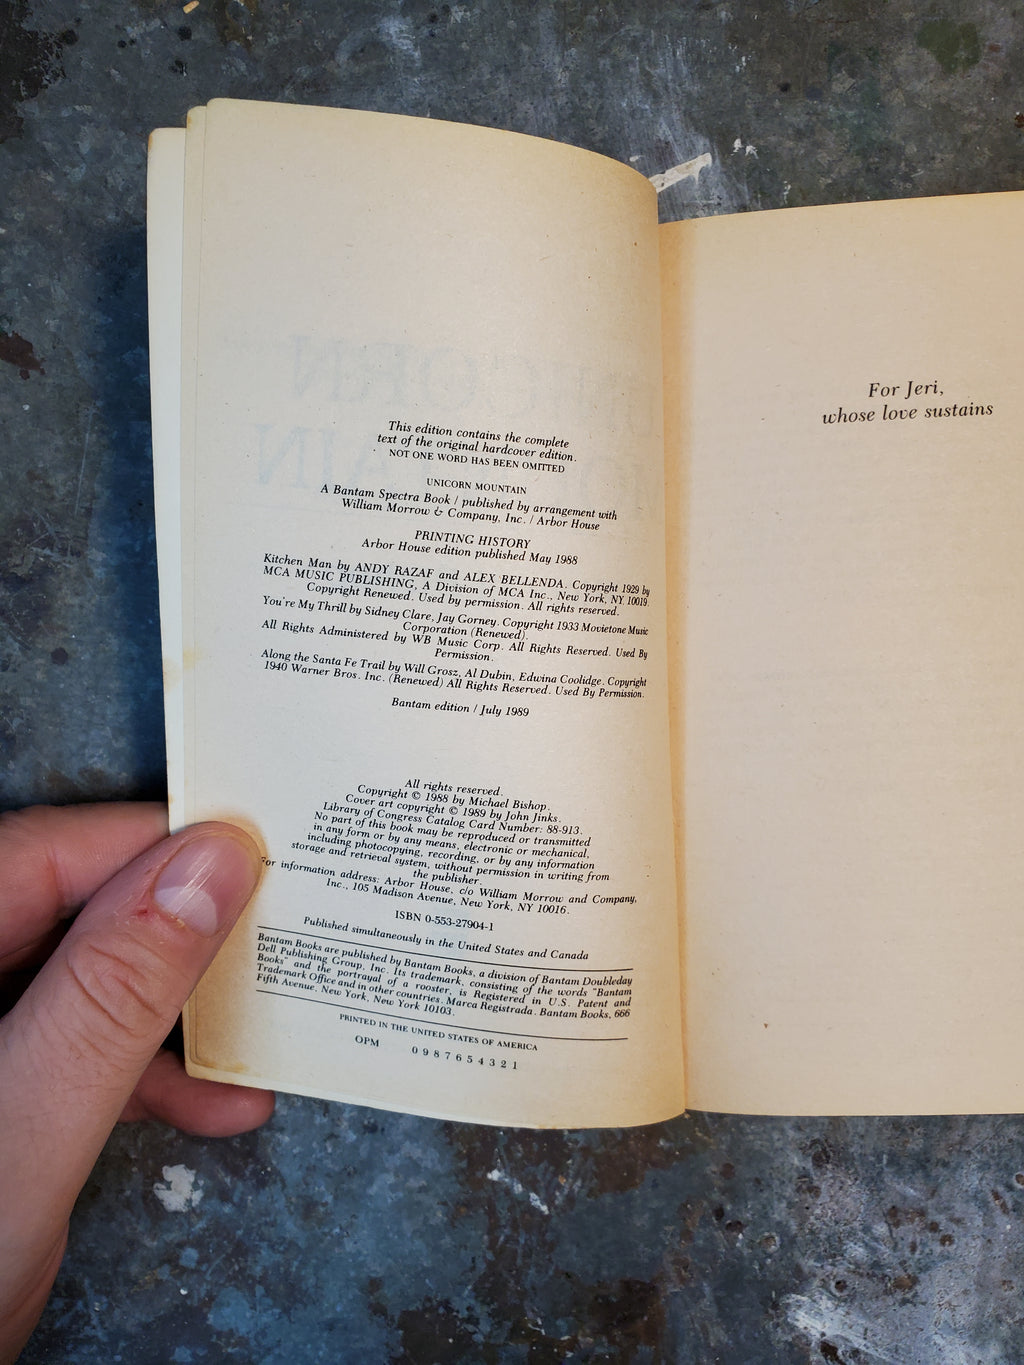 This edition contains the complete
text of the original hardcover edition.
NOT ONE WORD HAS BEEN OMITTED
UNICORN MOUNTAIN
A Bantam Spectra Book / published by arrangement with
William Morrow & Company, Inc. / Arbor House
PRINTING HISTORY
Arbor House edition published May 1988
Kitchen Man by ANDY RAZAF and ALEX BELLENDA. Copyright 1929 by
MCA MUSIC PUBLISHING, A Division of MCA Inc., New York, NY. 10019.
Copyright Renewed. Used by permission. All rights reserved.
You're My Thrill by Sidney Clare, Jay Gorney. Copyright 1933 Movietone Music
Corporation (Renewed).
All Rights Administered by WB Music Corp. All Rights Reserved. Used By
Permission.
Along the Santa Fe Trail by Will Grosz, Al Dubin, Edwina Coolidge. Copyright
1940 Warner Bros. Inc. (Renewed) All Rights Reserved. Used By Permission.
Bantam edition / July 1989
All rights reserved.
Copyright © 1988 by Michael Bishop.
Cover art copyright © 1989 by John Jinks.
Library of Congress Catalog Card Number: 88-913.
No part of this book may be reproduced or transmitted
in any form or by any means, electronic or mechanical,
including photocopying, recording, or by any information
storage and retrieval system, without permission in writing from
the publisher.
For information address: Arbor House, c/o William Morrow and Company,
Inc., 105 Madison Avenue, New York, NY 10016.
ISBN 0-553-27904-1
Published simultaneously in the United States and Canada
Bantam Books are published by Bantam Books, a division of Bantam Doubleday
Dell Publishing Group, Inc. Its trademark, consisting of the words "Bantam
Books" and the portrayal of a rooster, is Registered in U.S. Patent and
Trademark Office and in other countries. Marca Registrada. Bantam Books, 666
Fifth Avenue, New York, New York 10103.
PRINTED IN THE UNITED STATES OF AMERICA
OPM 0 9 8 7 6 5 4 3 2 1
For Jeri,
whose love sustains